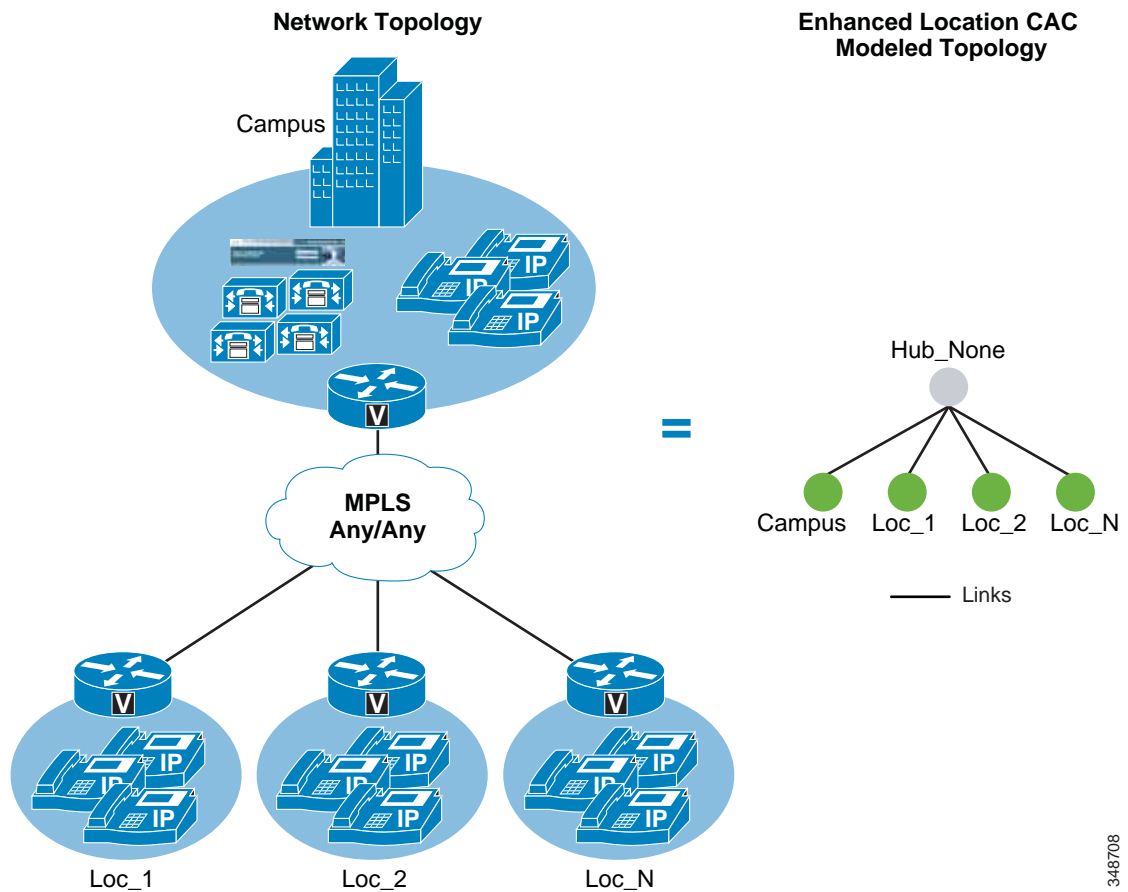 Network Topology
Enhanced Location CAC
Modeled Topology
Campus
IP
IP
IP
V
MPLS
Any/Any
V
IP
IP
IP
Loc_1
V
IP
IP
IP
Loc_2
V
IP
IP
IP
Loc_N
=
Hub_None
Campus
Loc_1
Loc_2
Loc_N
Links
348708